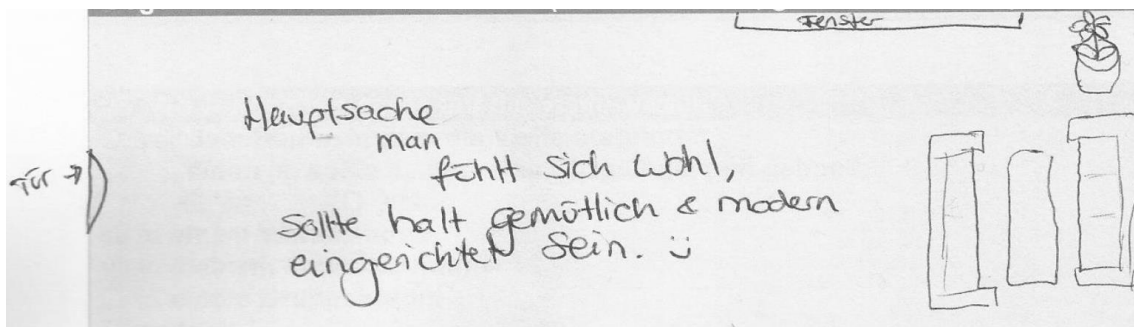 Fenster
Hauptsache
man
fühlt sich wohl,
Tür →
sollte halt gemütlich & modern
eingerichtet sein. ü